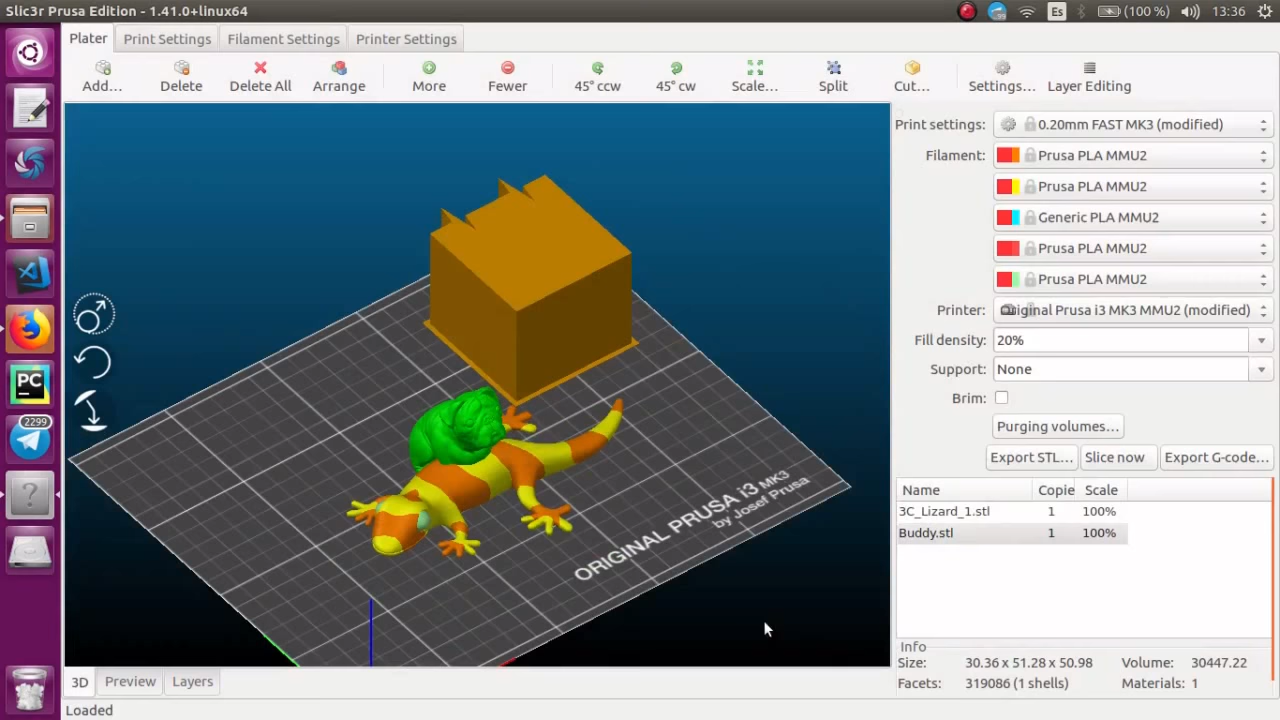 Slic3r Prusa Edition - 1.41.0+linux64
Es
(100 %)
13:36
Plater
Print Settings
Filament Settings
Printer Settings
Add...
Delete
Delete All
Arrange
More
Fewer
45° ccw
45° cw
Scale...
Split
Cut...
Settings...
Layer Editing
Print settings:
0.20mm FAST MK3 (modified)
Filament:
Prusa PLA MMU2
Prusa PLA MMU2
Generic PLA MMU2
Prusa PLA MMU2
Prusa PLA MMU2
Printer:
Original Prusa i3 MK3 MMU2 (modified)
Fill density:
20%
Support:
None
Brim:
Purging volumes...
Export STL...
Slice now
Export G-code...
Name Copie Scale
3C_Lizard_1.stl 1 100%
Buddy.stl 1 100%
Info
Size: 30.36 x 51.28 x 50.98 Volume: 30447.22
Facets: 319086 (1 shells) Materials: 1
ORIGINAL PRUSA i3 MK3
by Josef Prusa
PC
2299
?
3D
Preview
Layers
Loaded